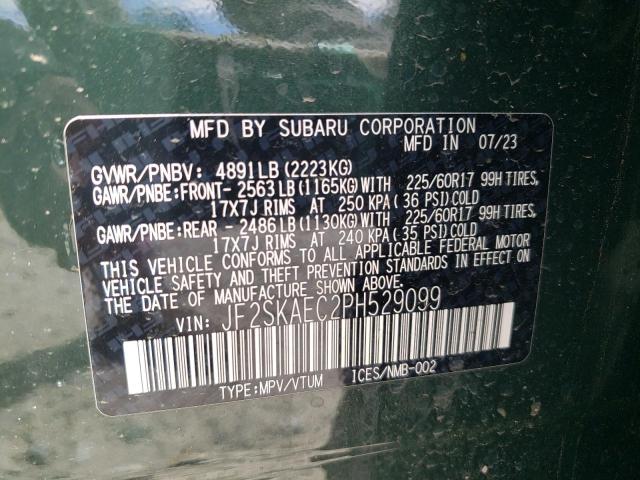 MFD BY SUBARU CORPORATION
MFD IN 07/23
GVWR/PNBV: 4891LB(2223KG)
GAWR/PNBE:FRONT- 2563LB(1165KG)WITH 225/60R17 99H TIRES,
17X7J RIMS AT 250 KPA(36 PSI)COLD
GAWR/PNBE:REAR - 2486LB(1130KG)WITH 225/60R17 99H TIRES,
17X7J RIMS AT 240 KPA(35 PSI)COLD
THIS VEHICLE CONFORMS TO ALL APPLICABLE FEDERAL MOTOR
VEHICLE SAFETY AND THEFT PREVENTION STANDARDS IN EFFECT ON
THE DATE OF MANUFACTURE SHOWN ABOVE.
VIN: JF2SKAEC2PH529099
TYPE:MPV/VTUM ICES/NMB-002